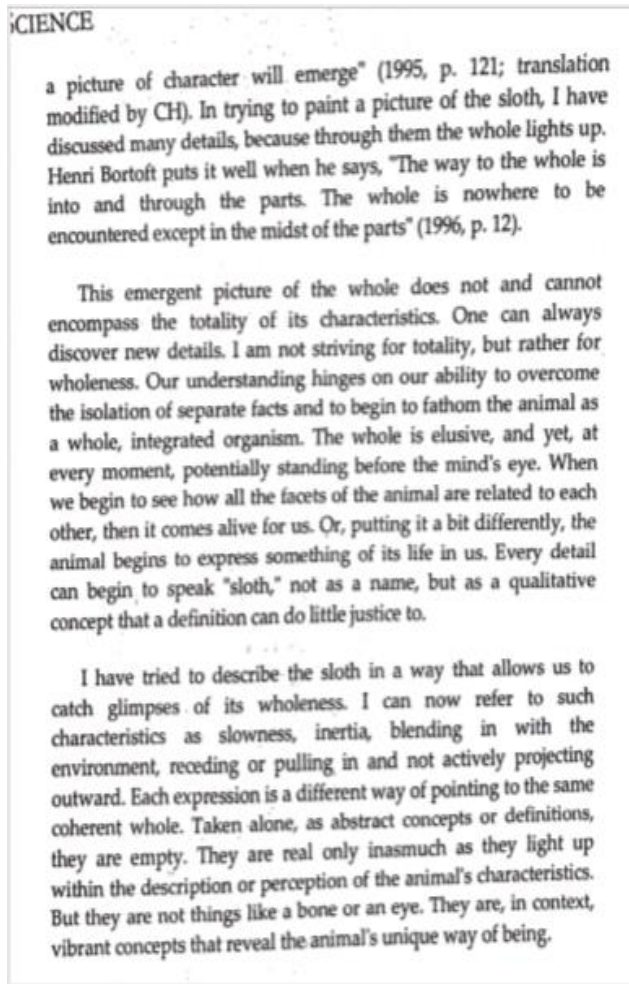 SCIENCE
a picture of character will emerge" (1995, p. 121; translation
modified by CH). In trying to paint a picture of the sloth, I have
discussed many details, because through them the whole lights up.
Henri Bortoft puts it well when he says, "The way to the whole is
into and through the parts. The whole is nowhere to be
encountered except in the midst of the parts" (1996, p. 12).
This emergent picture of the whole does not and cannot
encompass the totality of its characteristics. One can always
discover new details. I am not striving for totality, but rather for
wholeness. Our understanding hinges on our ability to overcome
the isolation of separate facts and to begin to fathom the animal as
a whole, integrated organism. The whole is elusive, and yet, at
every moment, potentially standing before the mind's eye. When
we begin to see how all the facets of the animal are related to each
other, then it comes alive for us. Or, putting it a bit differently, the
animal begins to express something of its life in us. Every detail
can begin to speak "sloth," not as a name, but as a qualitative
concept that a definition can do little justice to.
I have tried to describe the sloth in a way that allows us to
catch glimpses of its wholeness. I can now refer to such
characteristics as slowness, inertia, blending in with the
environment, receding or pulling in and not actively projecting
outward. Each expression is a different way of pointing to the same
coherent whole. Taken alone, as abstract concepts or definitions,
they are empty. They are real only inasmuch as they light up
within the description or perception of the animal's characteristics.
But they are not things like a bone or an eye. They are, in context,
vibrant concepts that reveal the animal's unique way of being.